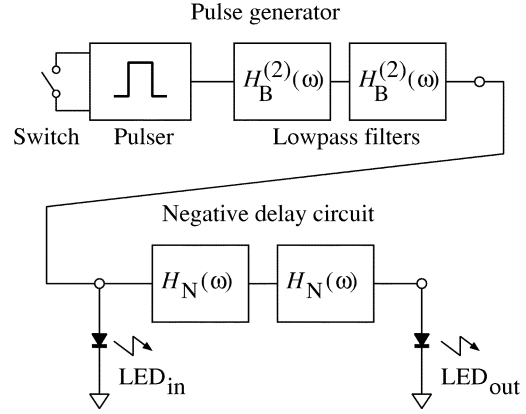 Pulse generator
H_B^(2)(ω) H_B^(2)(ω)
Switch Pulser Lowpass filters
Negative delay circuit
H_N(ω) H_N(ω)
LED_in LED_out